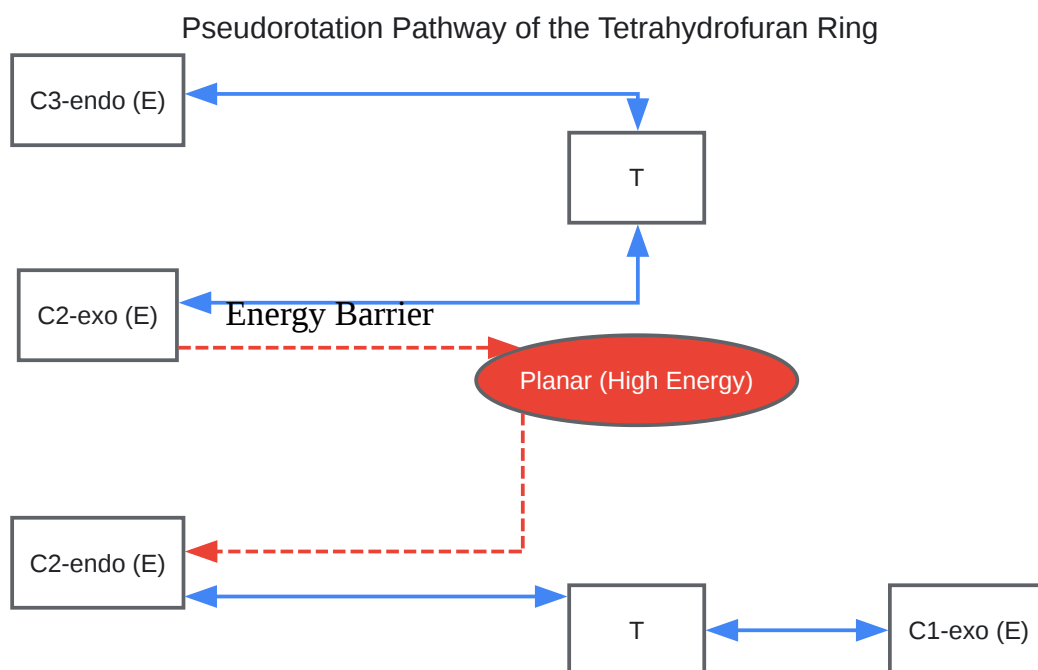 Pseudorotation Pathway of the Tetrahydrofuran Ring
C3-endo (E)
T
C2-exo (E)
Energy Barrier
Planar (High Energy)
C2-endo (E)
T
C1-exo (E)